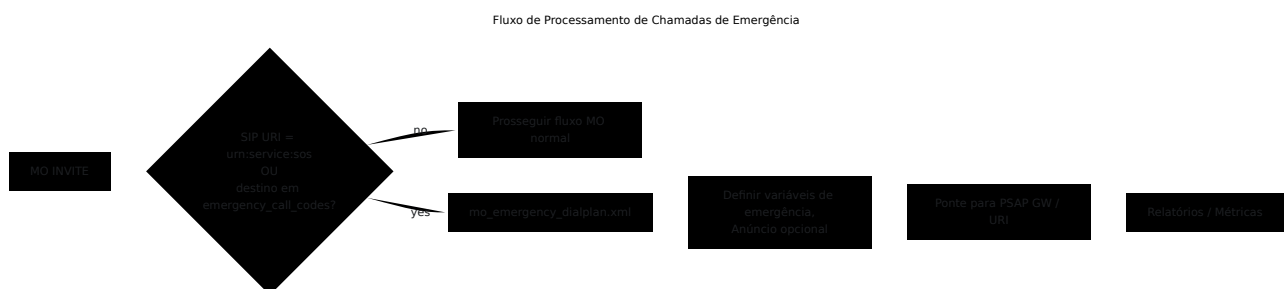 Fluxo de Processamento de Chamadas de Emergência
MO INVITE
SIP URI =
urn:service:sos
OU
destino em
emergency_call_codes?
no
yes
Prosseguir fluxo MO
normal
mo_emergency_dialplan.xml
Definir variáveis de
emergência,
Anúncio opcional
Ponte para PSAP GW /
URI
Relatórios / Métricas